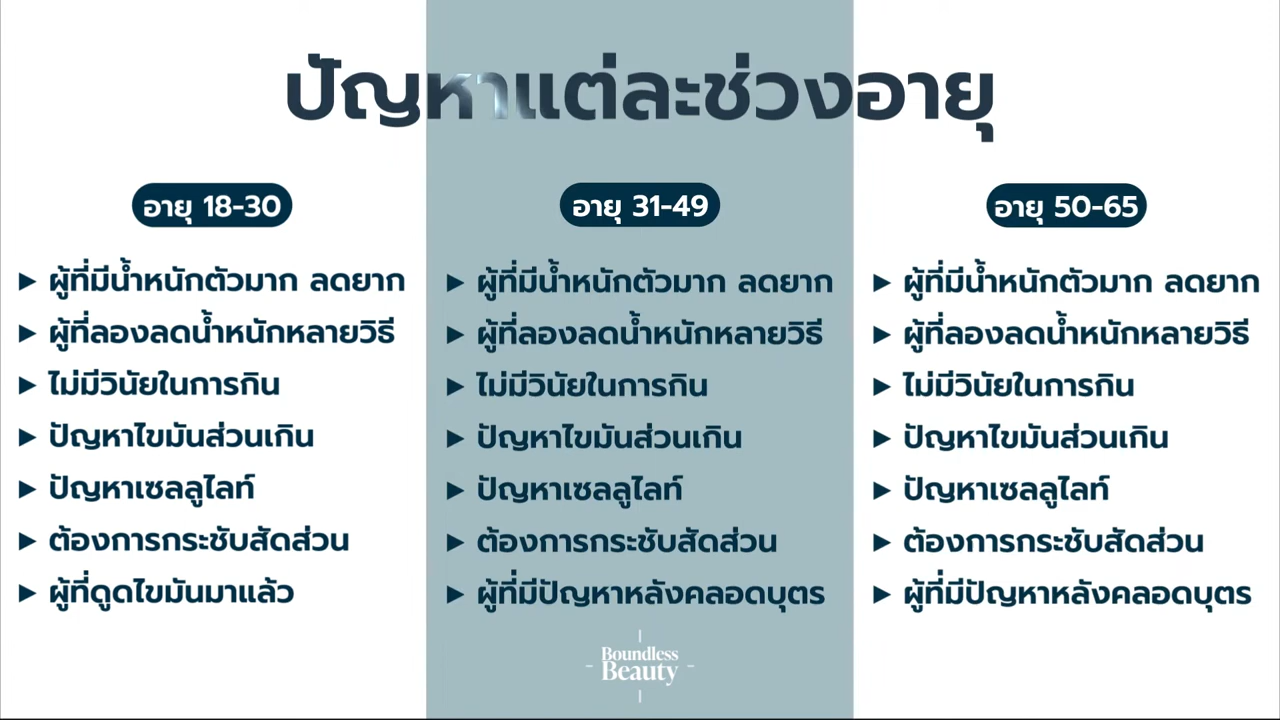 ปัญหาแต่ละช่วงอายุ
อายุ 18-30
► ผู้ที่มีน้ำหนักตัวมาก ลดยาก
► ผู้ที่ลองลดน้ำหนักหลายวิธี
► ไม่มีวินัยในการกิน
► ปัญหาไขมันส่วนเกิน
► ปัญหาเซลลูไลท์
► ต้องการกระชับสัดส่วน
► ผู้ที่ดูดไขมันมาแล้ว
อายุ 31-49
► ผู้ที่มีน้ำหนักตัวมาก ลดยาก
► ผู้ที่ลองลดน้ำหนักหลายวิธี
► ไม่มีวินัยในการกิน
► ปัญหาไขมันส่วนเกิน
► ปัญหาเซลลูไลท์
► ต้องการกระชับสัดส่วน
► ผู้ที่มีปัญหาหลังคลอดบุตร
อายุ 50-65
► ผู้ที่มีน้ำหนักตัวมาก ลดยาก
► ผู้ที่ลองลดน้ำหนักหลายวิธี
► ไม่มีวินัยในการกิน
► ปัญหาไขมันส่วนเกิน
► ปัญหาเซลลูไลท์
► ต้องการกระชับสัดส่วน
► ผู้ที่มีปัญหาหลังคลอดบุตร
Boundless
Beauty